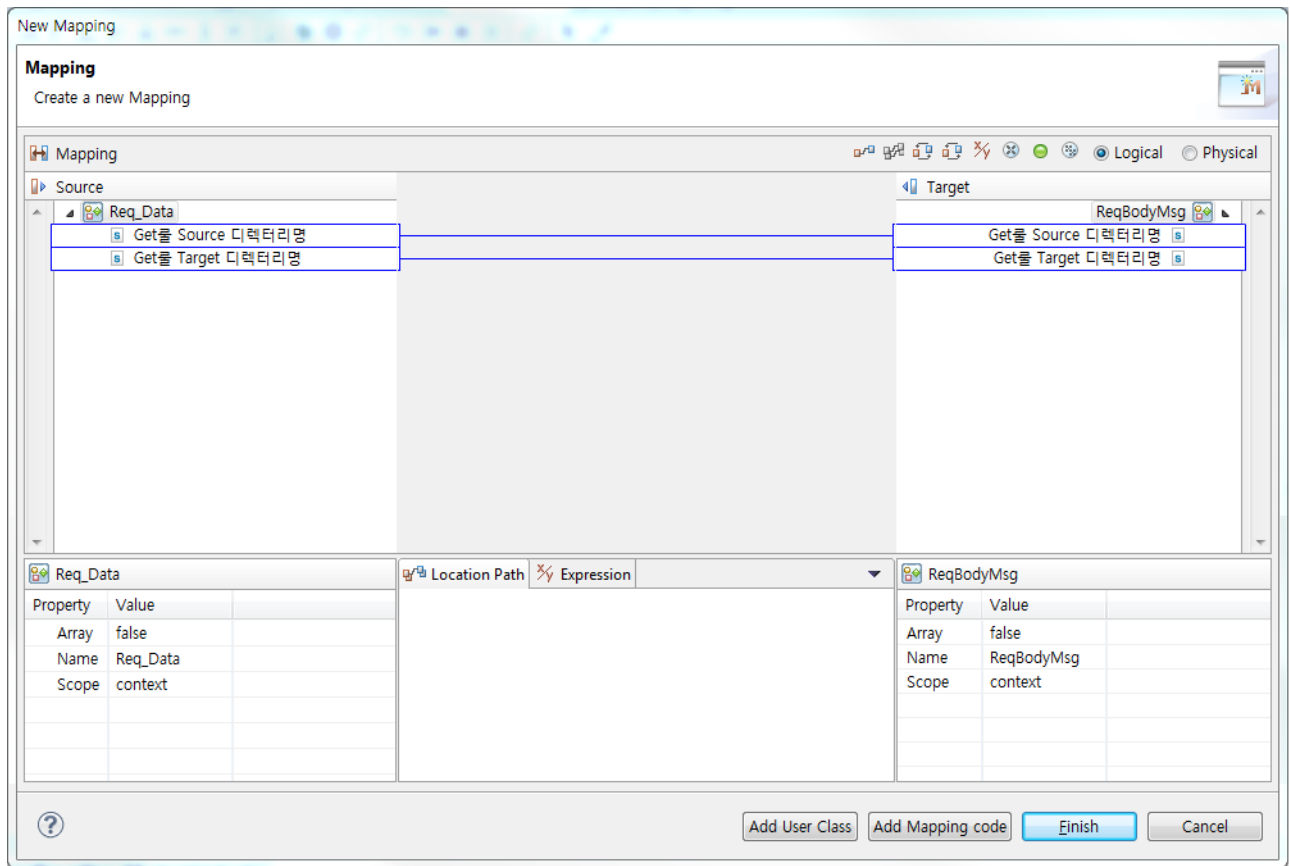 New Mapping
Mapping
Create a new Mapping
Mapping
Logical Physical
Source
Target
Req_Data
ReqBodyMsg
Get룰 Source 디렉터리명
Get룰 Source 디렉터리명
Get룰 Target 디렉터리명
Get룰 Target 디렉터리명
Req_Data
Property Value
Array false
Name Req_Data
Scope context
Location Path Expression
ReqBodyMsg
Property Value
Array false
Name ReqBodyMsg
Scope context
Add User Class Add Mapping code Finish Cancel